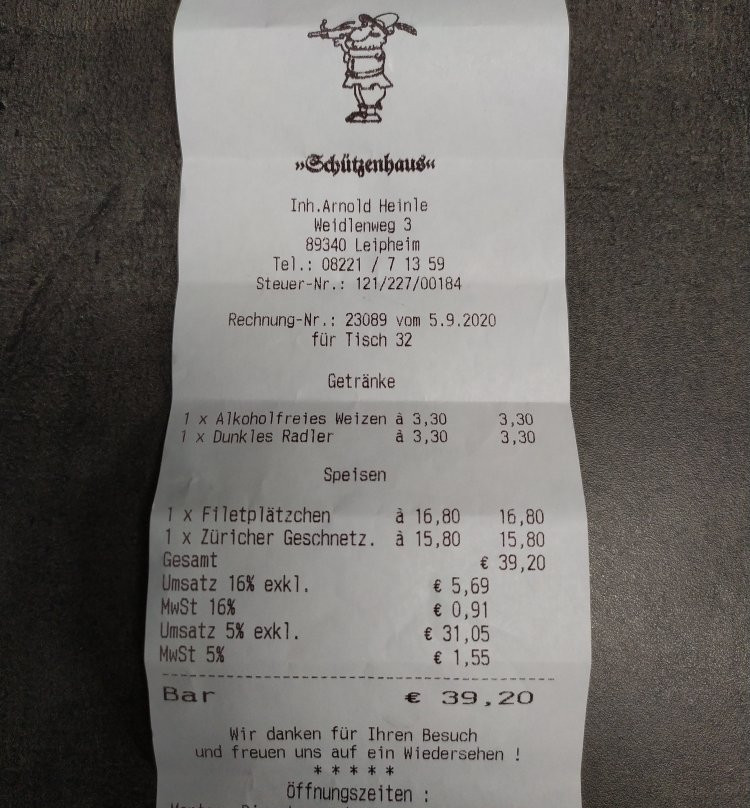 »Schützenhaus«
Inh.Arnold Heinle
Weidlenweg 3
89340 Leipheim
Tel.: 08221 / 7 13 59
Steuer-Nr.: 121/227/00184
Rechnung-Nr.: 23089 vom 5.9.2020
für Tisch 32
Getränke
1 x Alkoholfreies Weizen à 3,30 3,30
1 x Dunkles Radler à 3,30 3,30
Speisen
1 x Filetplätzchen à 16,80 16,80
1 x Züricher Geschnetz. à 15,80 15,80
Gesamt € 39,20
Umsatz 16% exkl. € 5,69
MwSt 16% € 0,91
Umsatz 5% exkl. € 31,05
MwSt 5% € 1,55
Bar € 39,20
Wir danken für Ihren Besuch
und freuen uns auf ein Wiedersehen !
* * * * *
Öffnungszeiten :